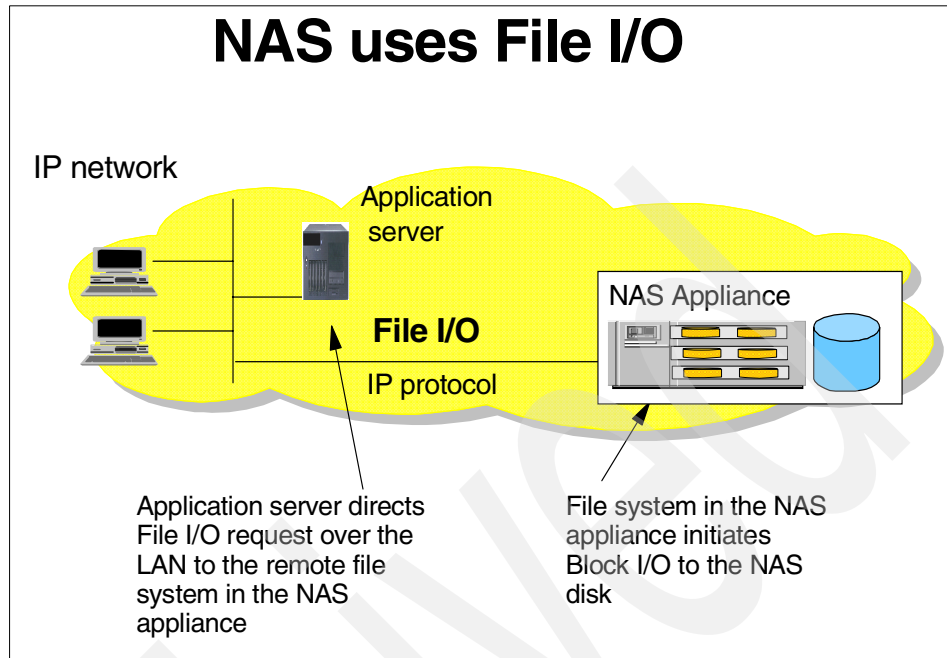 NAS uses File I/O
IP network
Application
server
NAS Appliance
File I/O
IP protocol
Application server directs
File I/O request over the
LAN to the remote file
system in the NAS
appliance
File system in the NAS
appliance initiates
Block I/O to the NAS
disk